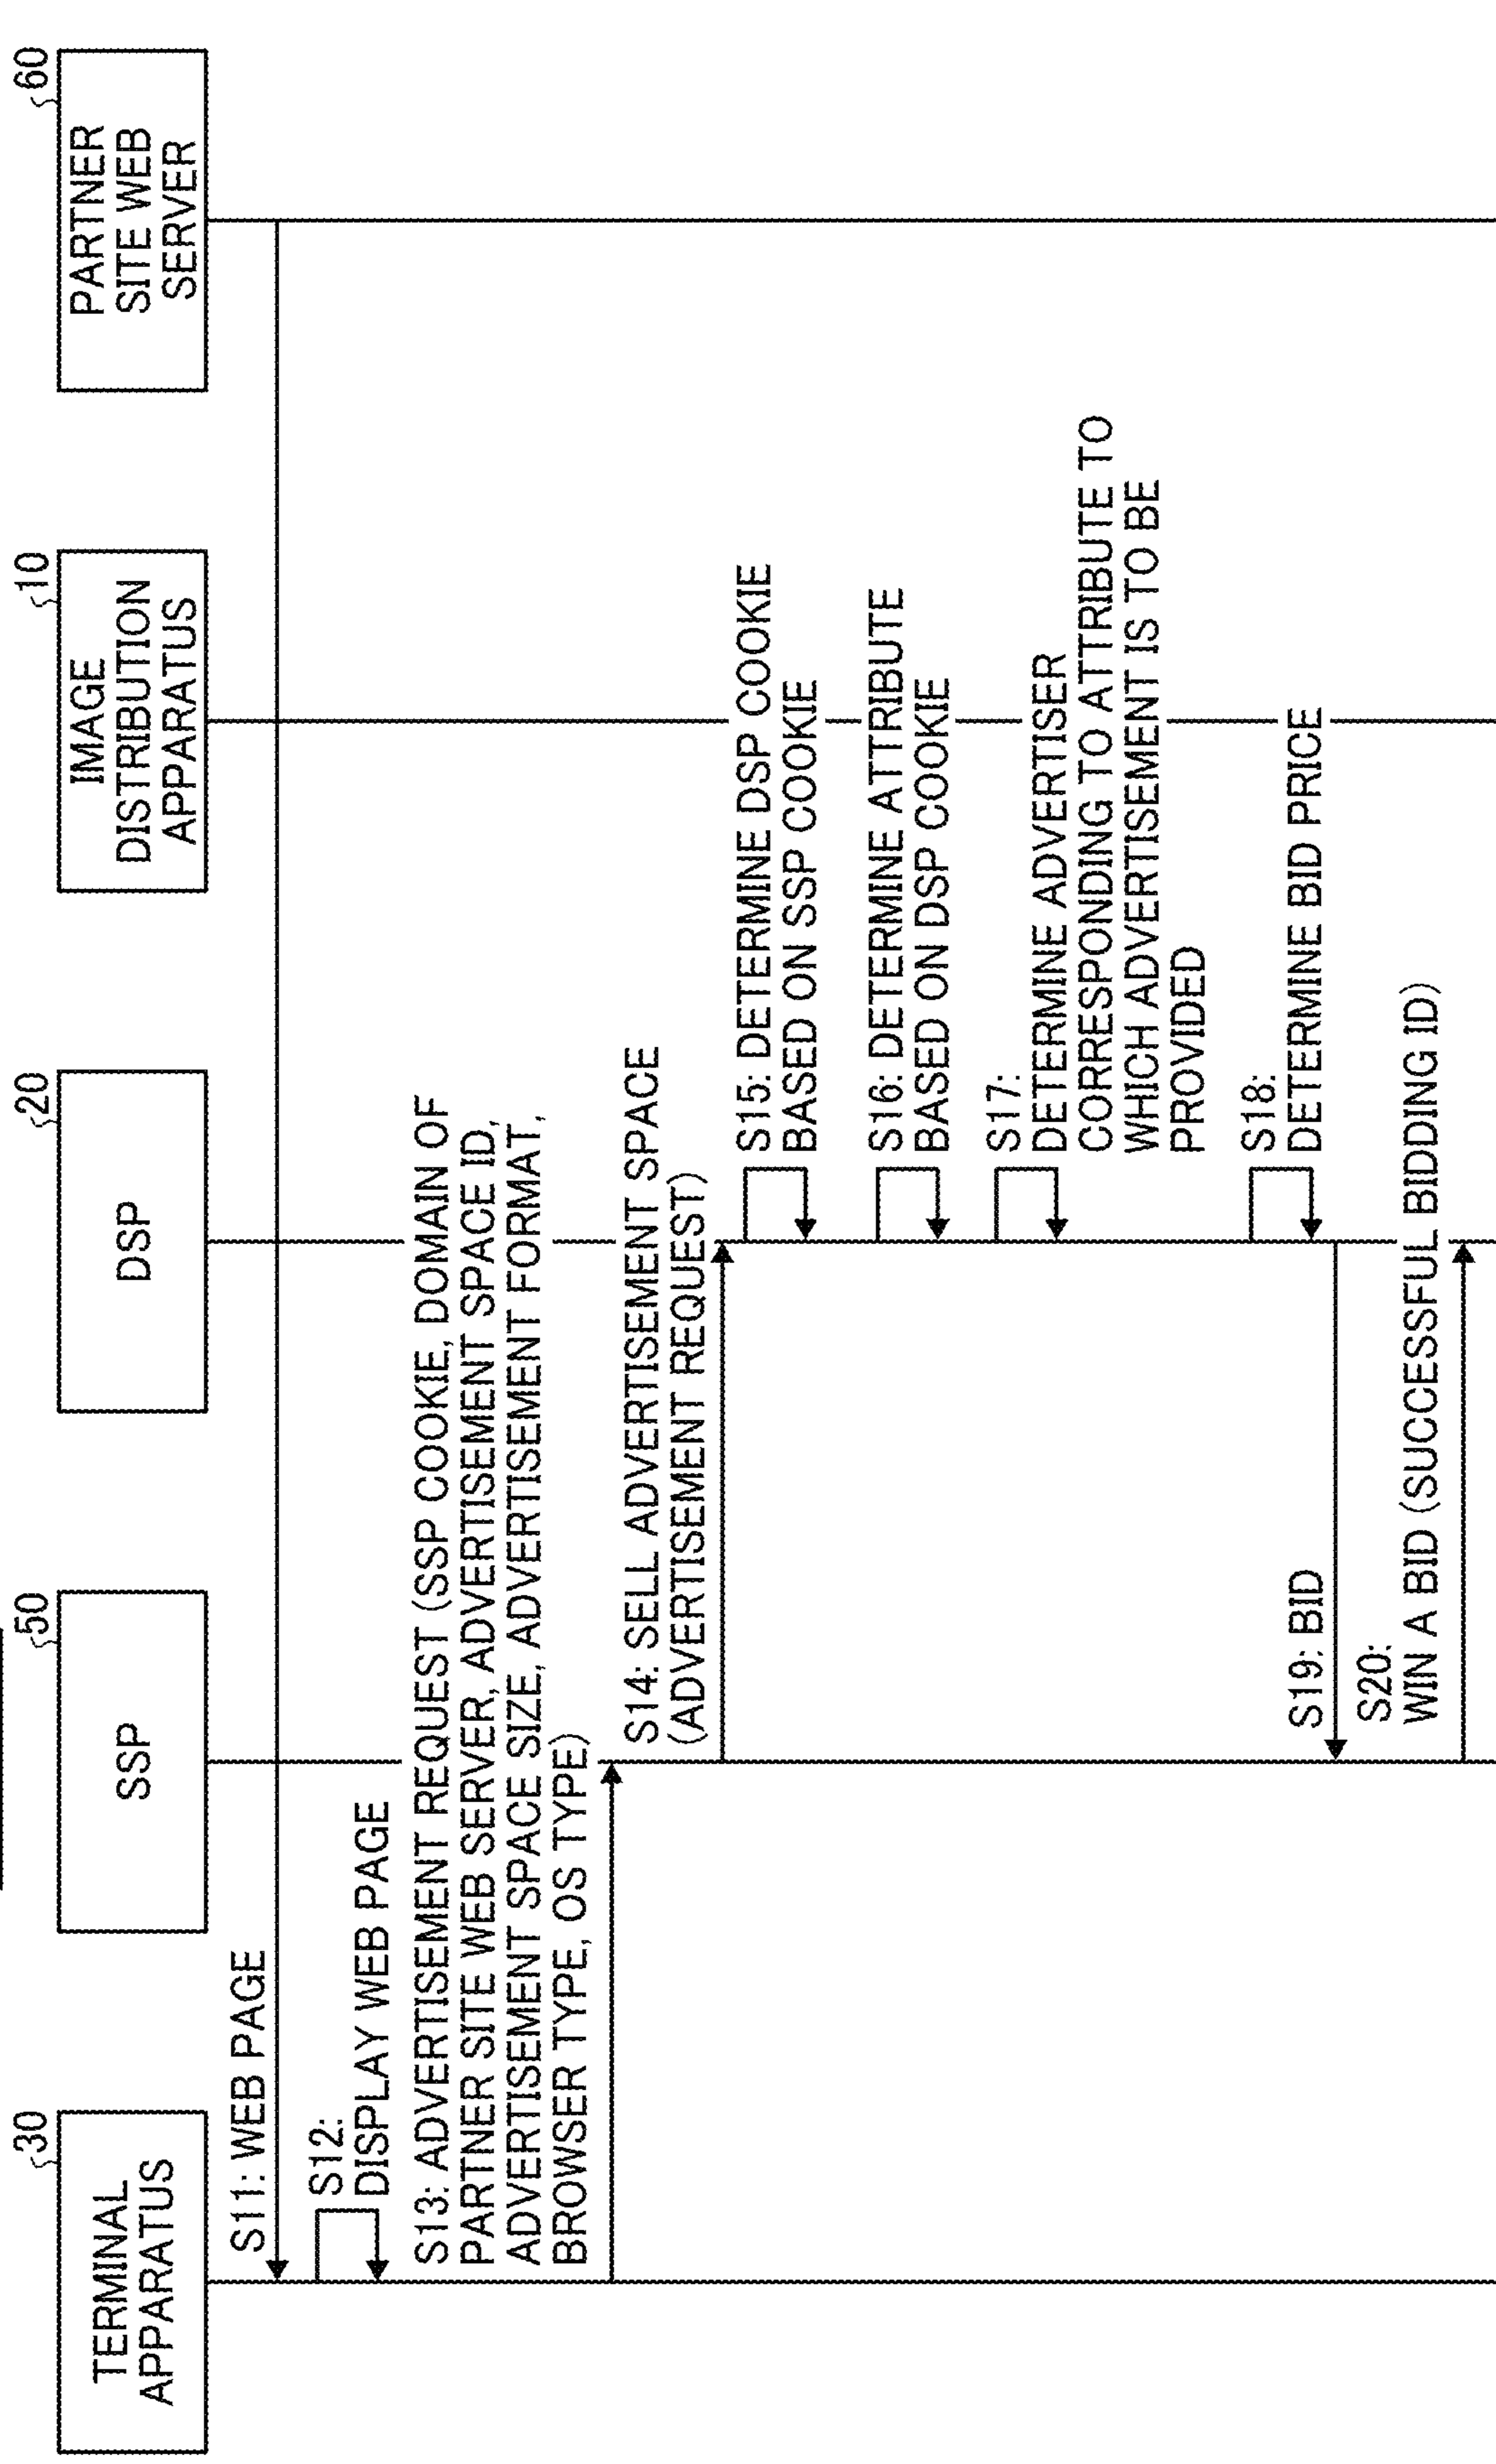 30
TERMINAL
APPARATUS
50
SSP
20
DSP
10
IMAGE
DISTRIBUTION
APPARATUS
60
PARTNER
SITE WEB
SERVER
S11: WEB PAGE
S12:
DISPLAY WEB PAGE
S13: ADVERTISEMENT REQUEST (SSP COOKIE, DOMAIN OF
PARTNER SITE WEB SERVER, ADVERTISEMENT SPACE ID,
ADVERTISEMENT SPACE SIZE, ADVERTISEMENT FORMAT,
BROWSER TYPE, OS TYPE)
S14: SELL ADVERTISEMENT SPACE
(ADVERTISEMENT REQUEST)
S15: DETERMINE DSP COOKIE
BASED ON SSP COOKIE
S16: DETERMINE ATTRIBUTE
BASED ON DSP COOKIE
S17:
DETERMINE ADVERTISER
CORRESPONDING TO ATTRIBUTE TO
WHICH ADVERTISEMENT IS TO BE
PROVIDED
S18:
DETERMINE BID PRICE
S19: BID
S20:
WIN A BID (SUCCESSFUL BIDDING ID)